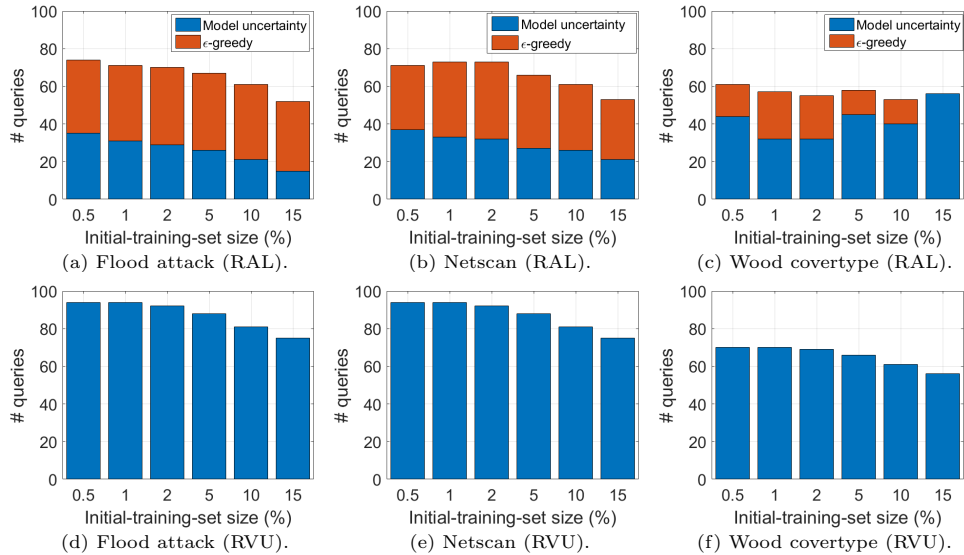 100
80
60
40
20
0
# queries
Model uncertainty
ϵ-greedy
0.5 1 2 5 10 15
Initial-training-set size (%)
(a) Flood attack (RAL).
100
80
60
40
20
0
# queries
Model uncertainty
ϵ-greedy
0.5 1 2 5 10 15
Initial-training-set size (%)
(b) Netscan (RAL).
100
80
60
40
20
0
# queries
Model uncertainty
ϵ-greedy
0.5 1 2 5 10 15
Initial-training-set size (%)
(c) Wood covertype (RAL).
100
80
60
40
20
0
# queries
0.5 1 2 5 10 15
Initial-training-set size (%)
(d) Flood attack (RVU).
100
80
60
40
20
0
# queries
0.5 1 2 5 10 15
Initial-training-set size (%)
(e) Netscan (RVU).
100
80
60
40
20
0
# queries
0.5 1 2 5 10 15
Initial-training-set size (%)
(f) Wood covertype (RVU).